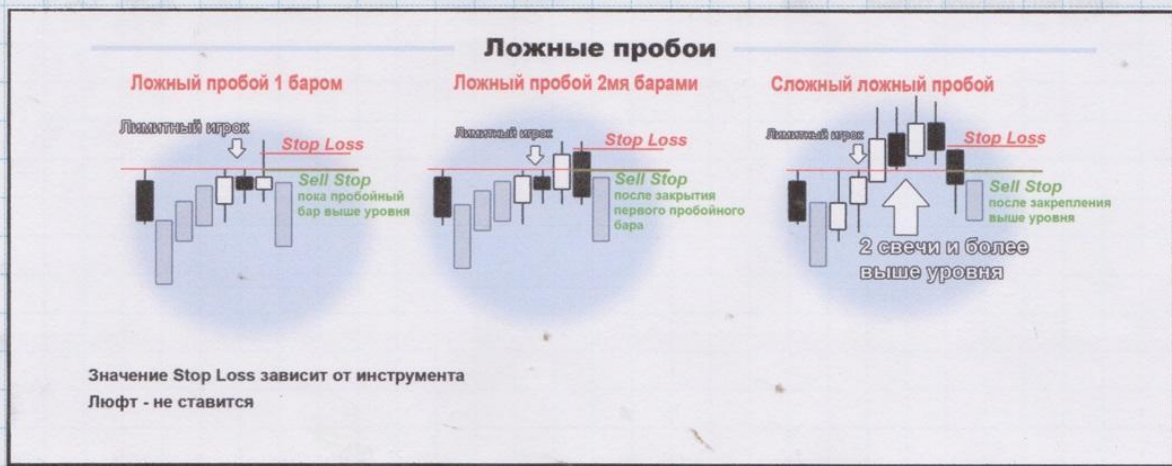 Ложные пробои
Ложный пробой 1 баром
Лимитный игрок
Stop Loss
Sell Stop
пока пробойный
бар выше уровня
Ложный пробой 2мя барами
Лимитный игрок
Stop Loss
Sell Stop
после закрытия
первого пробойного
бара
Сложный ложный пробой
Лимитный игрок
Stop Loss
Sell Stop
после закрепления
выше уровня
2 свечи и более
выше уровня
Значение Stop Loss зависит от инструмента
Люфт - не ставится